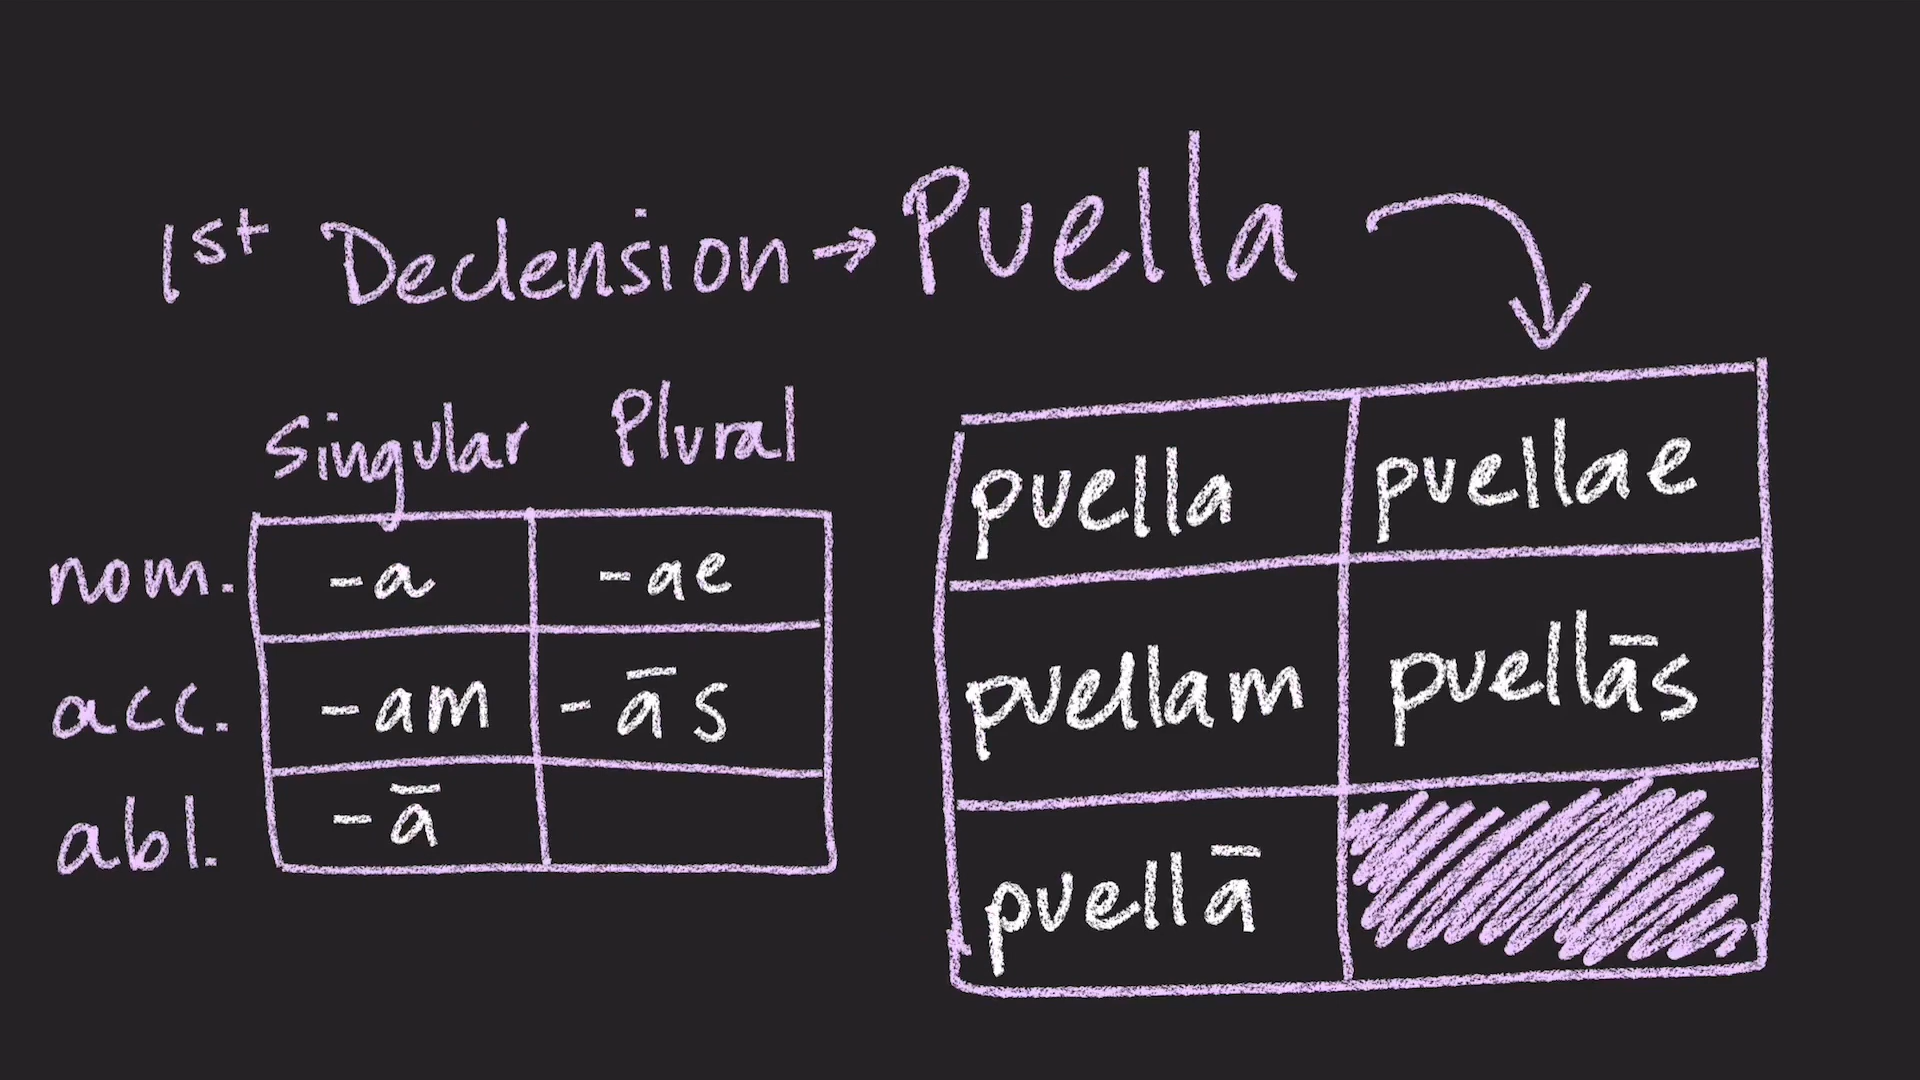 1st Declension → Puella
Singular Plural
nom. -a -ae
acc. -am -ās
abl. -ā
puella puellae
puellam puellās
puellā